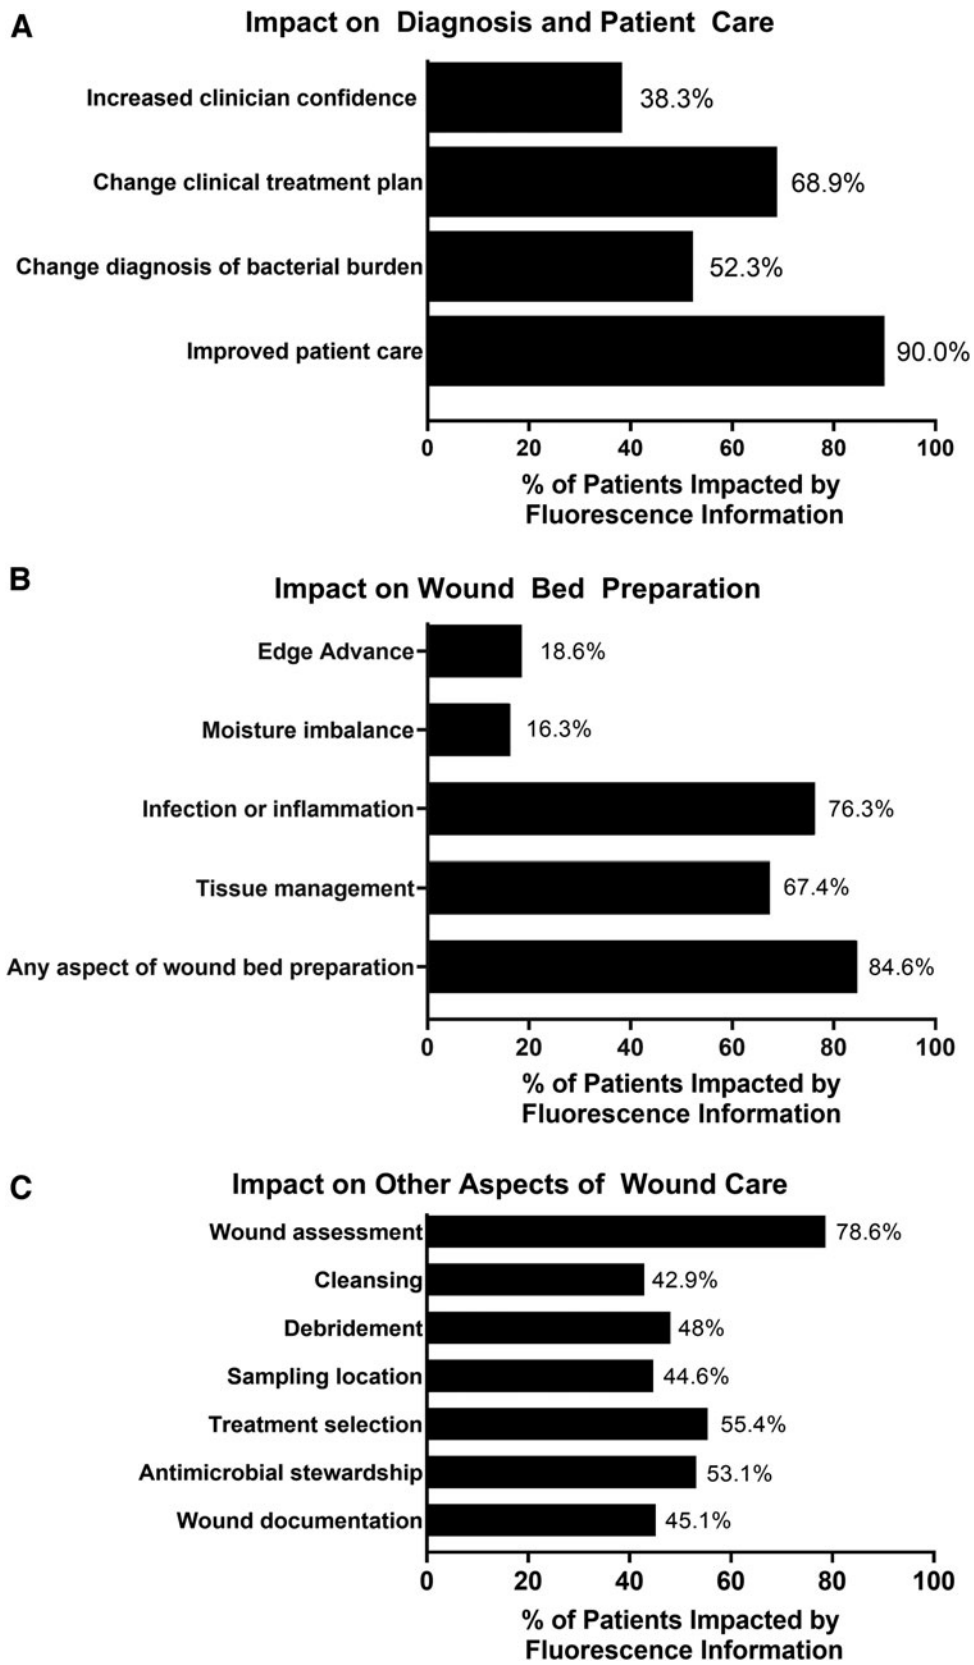 A
Impact on Diagnosis and Patient Care
Increased clinician confidence 38.3%
Change clinical treatment plan 68.9%
Change diagnosis of bacterial burden 52.3%
Improved patient care 90.0%
0 20 40 60 80 100
% of Patients Impacted by
Fluorescence Information
B
Impact on Wound Bed Preparation
Edge Advance 18.6%
Moisture imbalance 16.3%
Infection or inflammation 76.3%
Tissue management 67.4%
Any aspect of wound bed preparation 84.6%
0 20 40 60 80 100
% of Patients Impacted by
Fluorescence Information
C
Impact on Other Aspects of Wound Care
Wound assessment 78.6%
Cleansing 42.9%
Debridement 48%
Sampling location 44.6%
Treatment selection 55.4%
Antimicrobial stewardship 53.1%
Wound documentation 45.1%
0 20 40 60 80 100
% of Patients Impacted by
Fluorescence Information